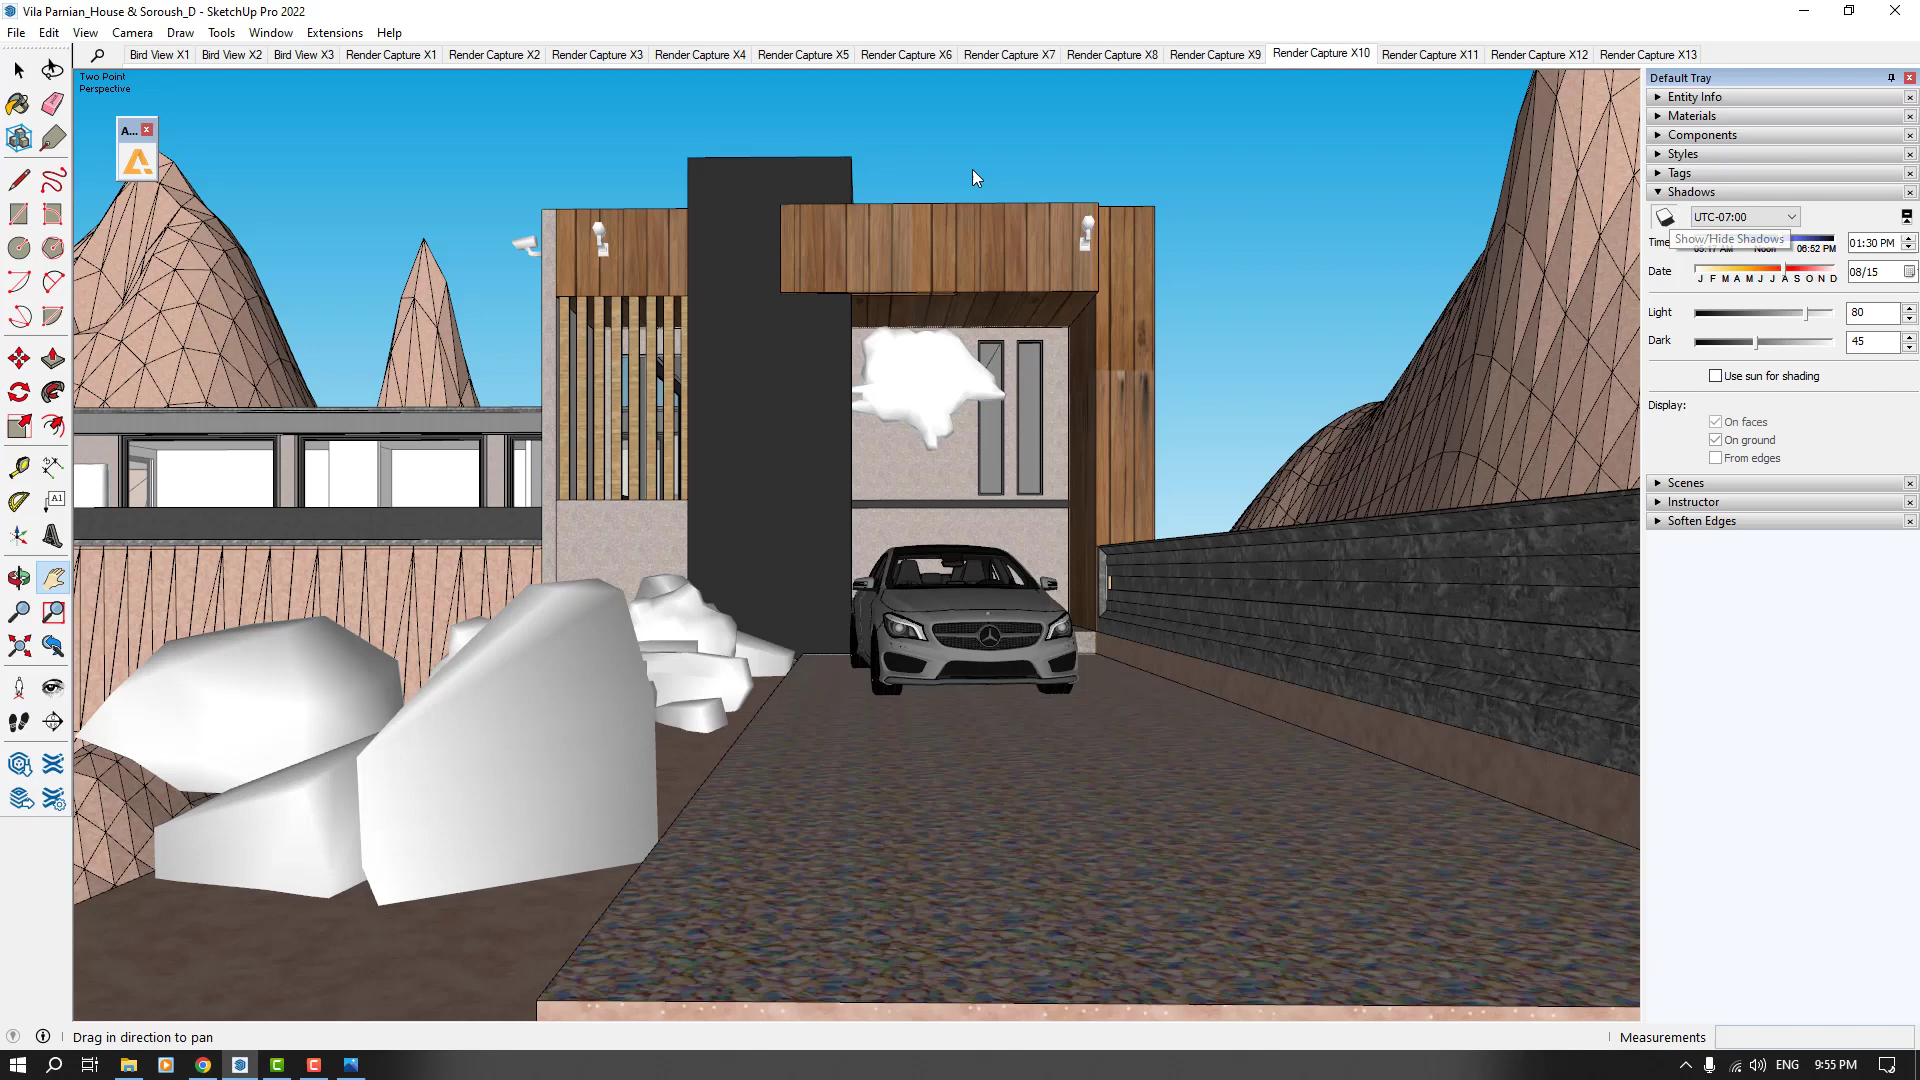 Vila Parnian_House & Soroush_D - SketchUp Pro 2022
File Edit View Camera Draw Tools Window Extensions Help
Bird View X1 Bird View X2 Bird View X3 Render Capture X1 Render Capture X2 Render Capture X3 Render Capture X4 Render Capture X5 Render Capture X6 Render Capture X7 Render Capture X8 Render Capture X9 Render Capture X10 Render Capture X11 Render Capture X12 Render Capture X13
Two Point
Perspective
A...
A1
Default Tray
Entity Info
Materials
Components
Styles
Tags
Shadows
UTC-07:00
Show/Hide Shadows
Time 05:17 AM Noon 06:52 PM 01:30 PM
Date J F M A M J J A S O N D 08/15
Light 80
Dark 45
Use sun for shading
Display:
On faces
On ground
From edges
Scenes
Instructor
Soften Edges
Drag in direction to pan
Measurements
ENG 9:55 PM